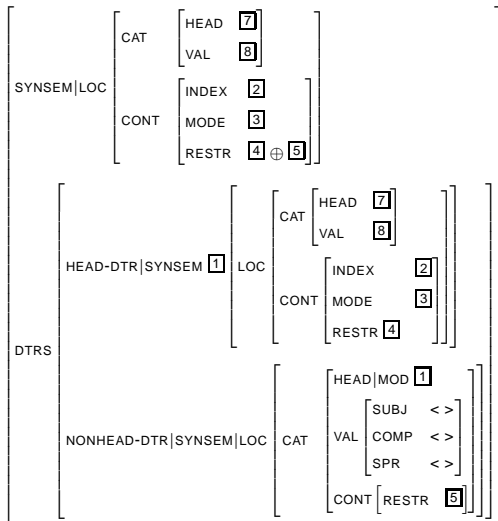 CAT HEAD 7
VAL 8
SYNSEM|LOC
CONT INDEX 2
MODE 3
RESTR 4 ⊕ 5
DTRS
HEAD-DTR|SYNSEM 1 LOC
CAT HEAD 7
VAL 8
CONT INDEX 2
MODE 3
RESTR 4
NONHEAD-DTR|SYNSEM|LOC CAT
HEAD|MOD 1
VAL SUBJ < >
COMP < >
SPR < >
CONT RESTR 5